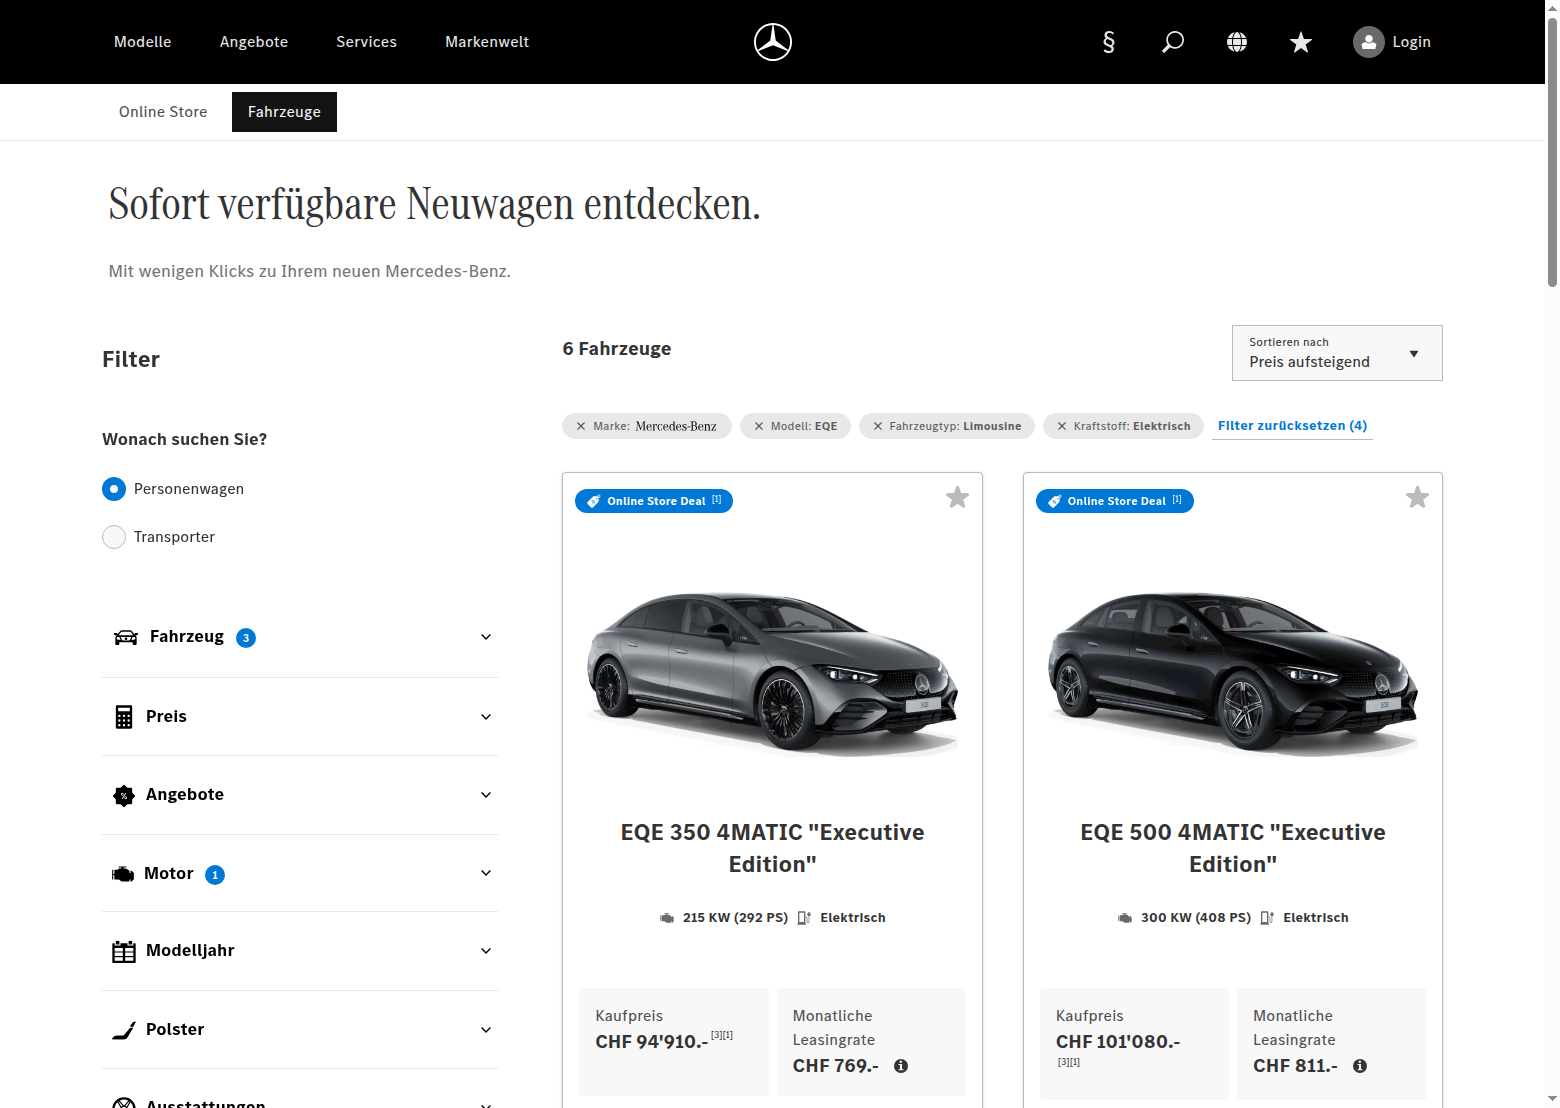 Modelle
Angebote
Services
Markenwelt
§
Login
Online Store
Fahrzeuge
Sofort verfügbare Neuwagen entdecken.
Mit wenigen Klicks zu Ihrem neuen Mercedes-Benz.
Filter
Wonach suchen Sie?
Personenwagen
Transporter
Fahrzeug 3
Preis
Angebote
Motor 1
Modelljahr
Polster
Ausstattungen
6 Fahrzeuge
Sortieren nach
Preis aufsteigend
Marke: Mercedes-Benz
Modell: EQE
Fahrzeugtyp: Limousine
Kraftstoff: Elektrisch
Filter zurücksetzen (4)
Online Store Deal [1]
EQE 350 4MATIC "Executive
Edition"
215 KW (292 PS) Elektrisch
Kaufpreis
CHF 94'910.- [3][1]
Monatliche
Leasingrate
CHF 769.-
Online Store Deal [1]
EQE 500 4MATIC "Executive
Edition"
300 KW (408 PS) Elektrisch
Kaufpreis
CHF 101'080.-
[3][1]
Monatliche
Leasingrate
CHF 811.-